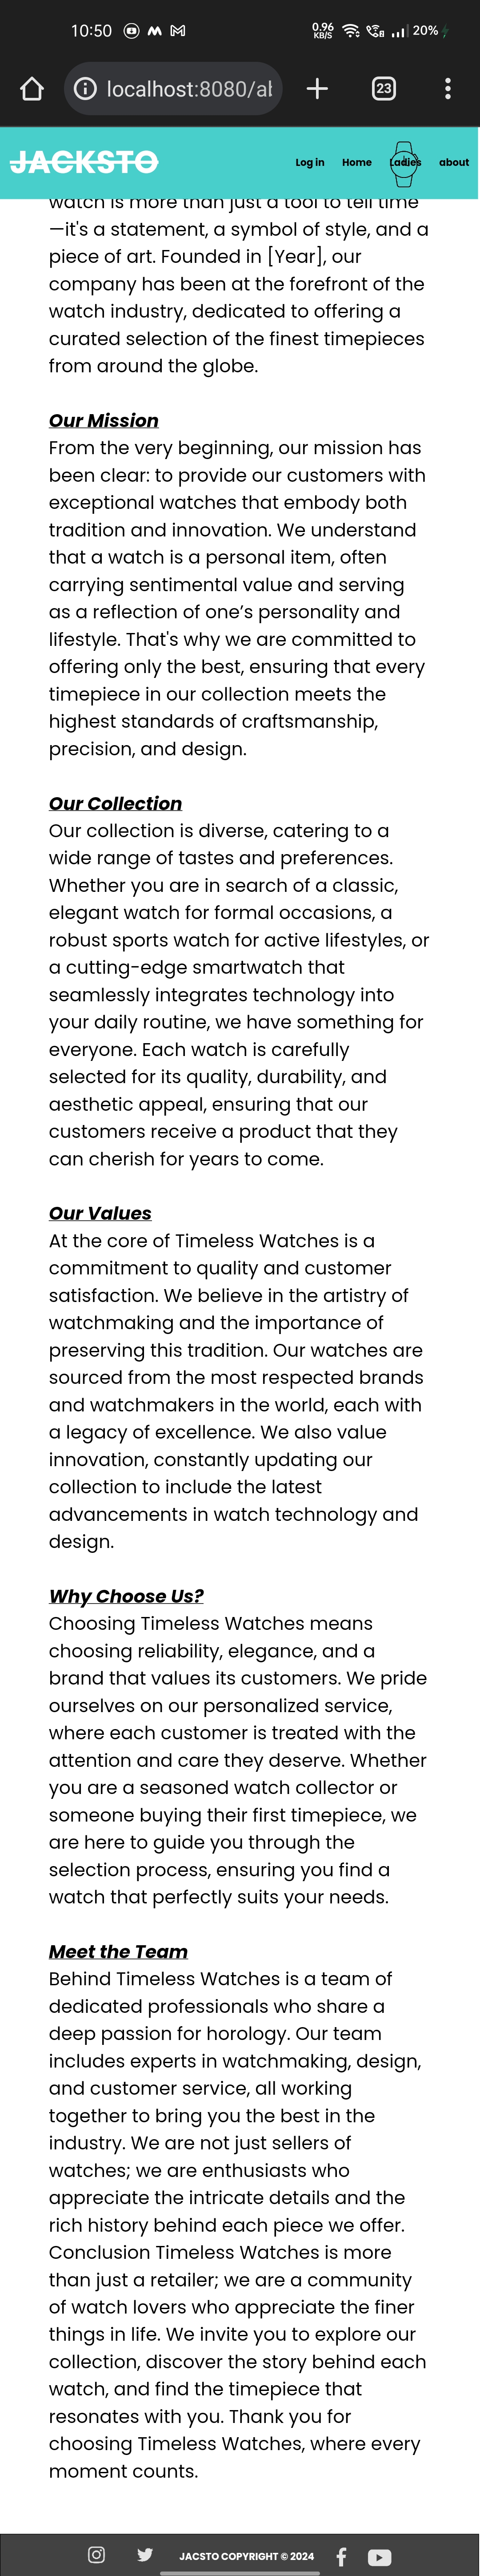 10:50
0.96
KB/S
20%
localhost:8080/al
23
JACKSTO
Log in
Home
Ladies
about
watch is more than just a tool to tell time
—it's a statement, a symbol of style, and a
piece of art. Founded in [Year], our
company has been at the forefront of the
watch industry, dedicated to offering a
curated selection of the finest timepieces
from around the globe.
Our Mission
From the very beginning, our mission has
been clear: to provide our customers with
exceptional watches that embody both
tradition and innovation. We understand
that a watch is a personal item, often
carrying sentimental value and serving
as a reflection of one’s personality and
lifestyle. That's why we are committed to
offering only the best, ensuring that every
timepiece in our collection meets the
highest standards of craftsmanship,
precision, and design.
Our Collection
Our collection is diverse, catering to a
wide range of tastes and preferences.
Whether you are in search of a classic,
elegant watch for formal occasions, a
robust sports watch for active lifestyles, or
a cutting-edge smartwatch that
seamlessly integrates technology into
your daily routine, we have something for
everyone. Each watch is carefully
selected for its quality, durability, and
aesthetic appeal, ensuring that our
customers receive a product that they
can cherish for years to come.
Our Values
At the core of Timeless Watches is a
commitment to quality and customer
satisfaction. We believe in the artistry of
watchmaking and the importance of
preserving this tradition. Our watches are
sourced from the most respected brands
and watchmakers in the world, each with
a legacy of excellence. We also value
innovation, constantly updating our
collection to include the latest
advancements in watch technology and
design.
Why Choose Us?
Choosing Timeless Watches means
choosing reliability, elegance, and a
brand that values its customers. We pride
ourselves on our personalized service,
where each customer is treated with the
attention and care they deserve. Whether
you are a seasoned watch collector or
someone buying their first timepiece, we
are here to guide you through the
selection process, ensuring you find a
watch that perfectly suits your needs.
Meet the Team
Behind Timeless Watches is a team of
dedicated professionals who share a
deep passion for horology. Our team
includes experts in watchmaking, design,
and customer service, all working
together to bring you the best in the
industry. We are not just sellers of
watches; we are enthusiasts who
appreciate the intricate details and the
rich history behind each piece we offer.
Conclusion Timeless Watches is more
than just a retailer; we are a community
of watch lovers who appreciate the finer
things in life. We invite you to explore our
collection, discover the story behind each
watch, and find the timepiece that
resonates with you. Thank you for
choosing Timeless Watches, where every
moment counts.
JACSTO COPYRIGHT © 2024